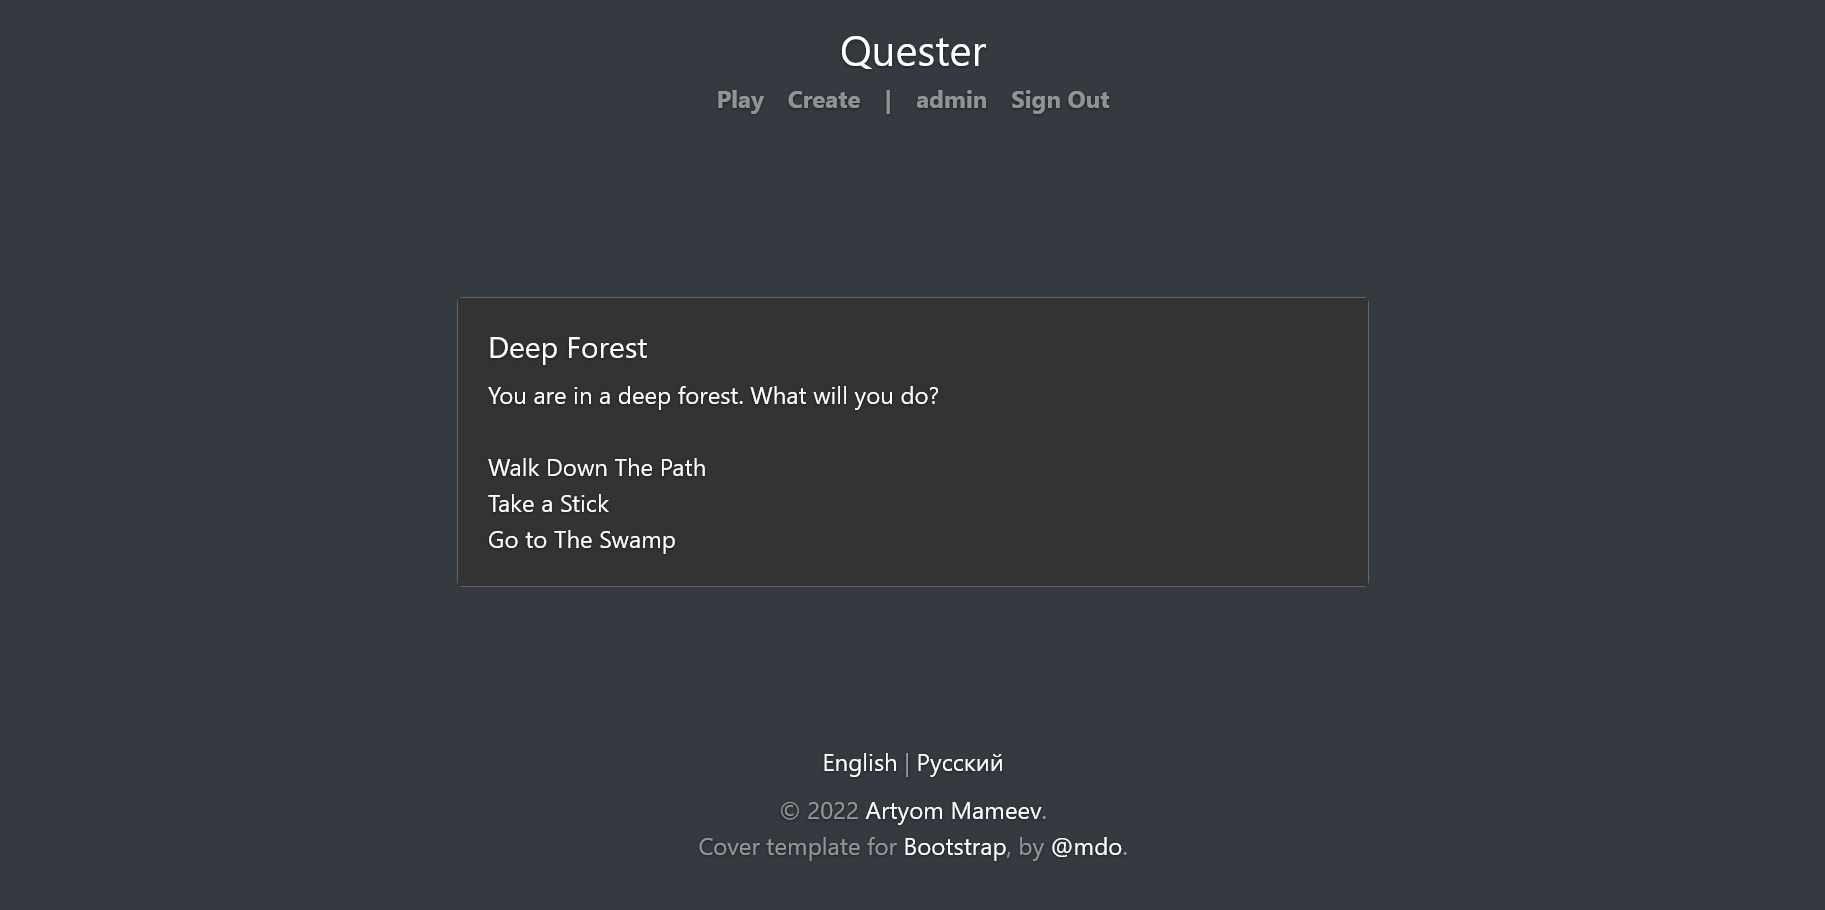 Quester
Play Create | admin Sign Out
Deep Forest
You are in a deep forest. What will you do?
Walk Down The Path
Take a Stick
Go to The Swamp
English | Русский
© 2022 Artyom Mameev.
Cover template for Bootstrap, by @mdo.